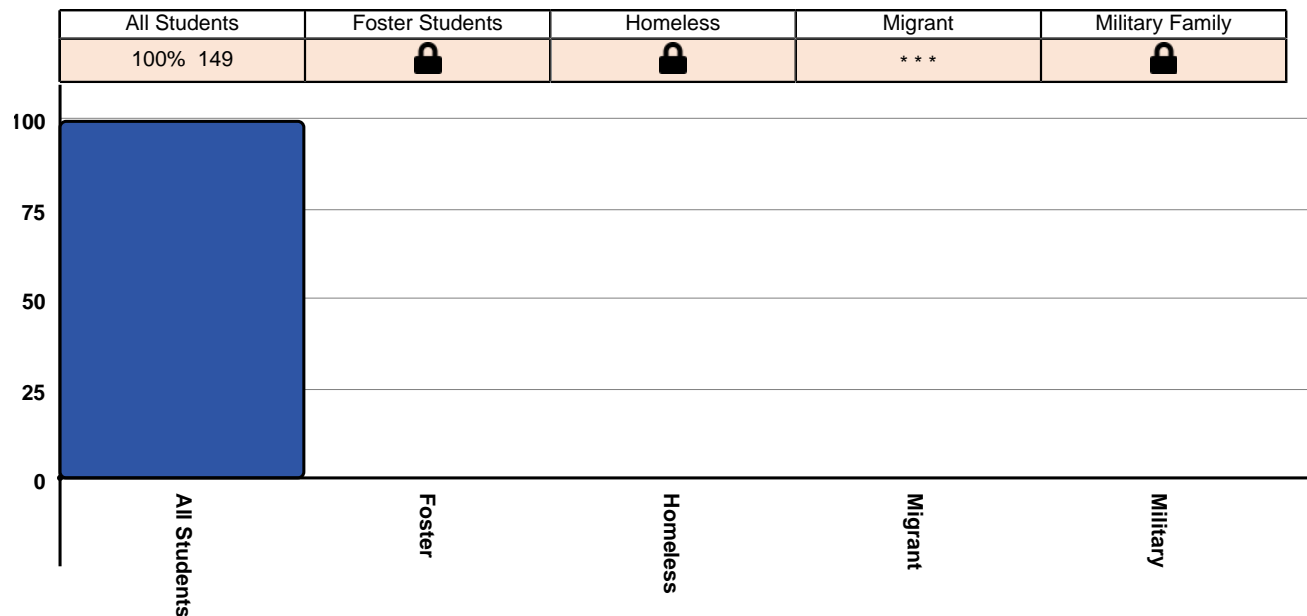 All Students Foster Students Homeless Migrant Military Family
100% 149 * * *
100
75
50
25
0
All Students Foster Homeless Migrant Military